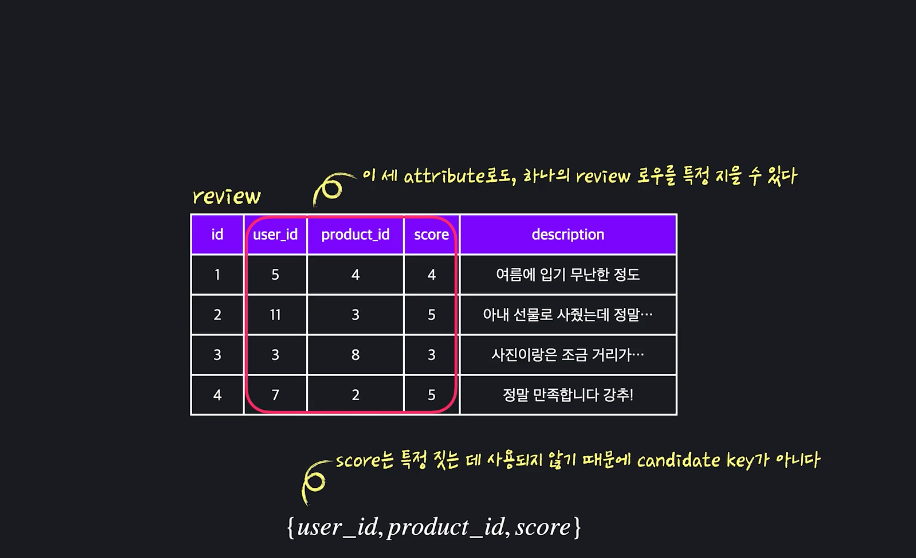 이 세 attribute로도, 하나의 review 로우를 특정 지을 수 있다
review
id user_id product_id score description
1 5 4 4 여름에 입기 무난한 정도
2 11 3 5 아내 선물로 사줬는데 정말…
3 3 8 3 사진이랑은 조금 거리가…
4 7 2 5 정말 만족합니다 강추!
score는 특정 짓는 데 사용되지 않기 때문에 candidate key가 아니다
{user_id, product_id, score}